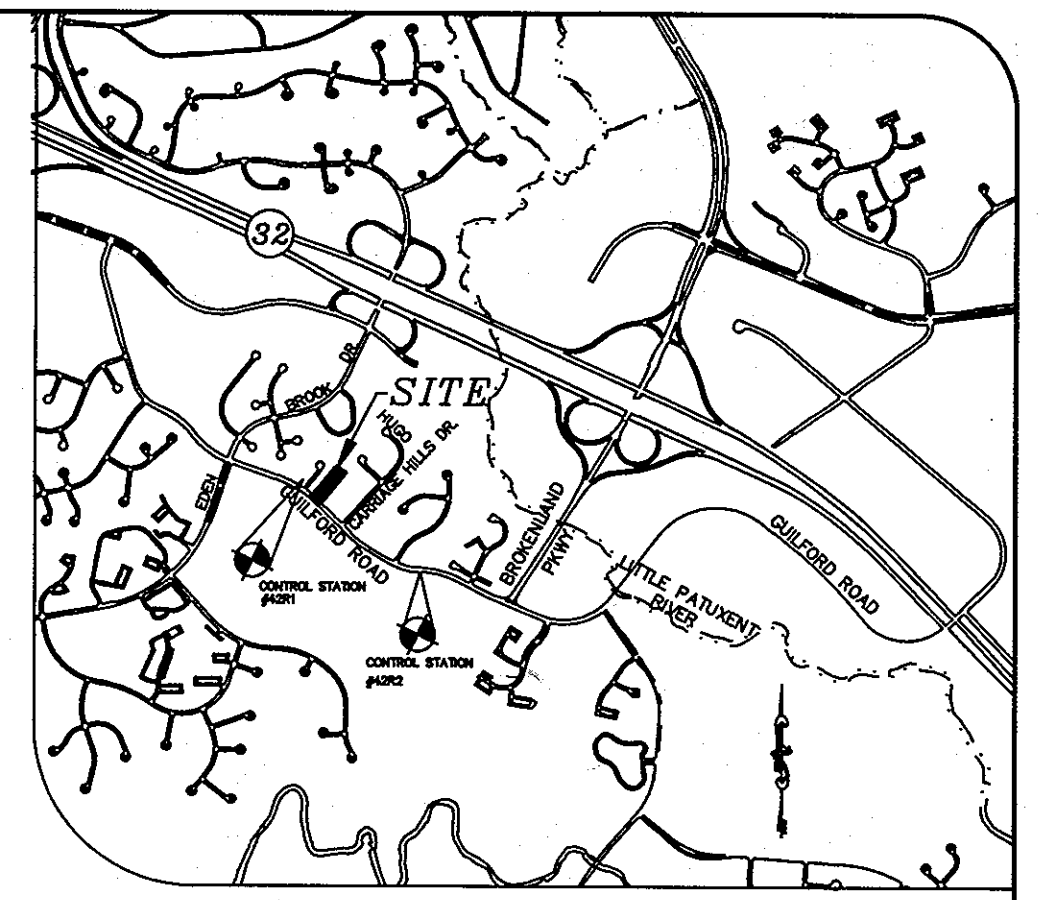 32
BROOK DR.
SITE
HUGO
CARRIAGE HILLS DR.
EDEN
GUILFORD ROAD
BROKENLAND
PKWY.
GUILFORD ROAD
LITTLE PATUXENT
RIVER
CONTROL STATION
#42R1
CONTROL STATION
#42R2